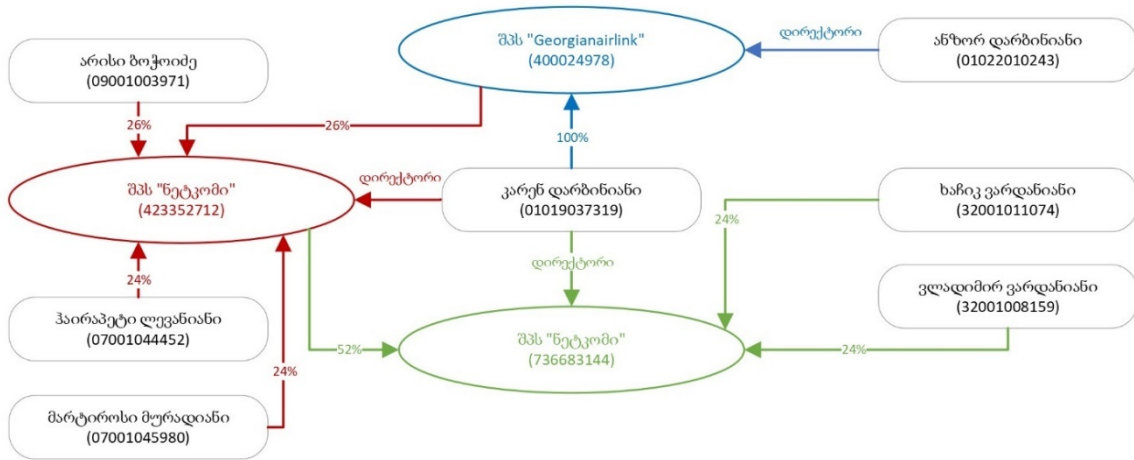 შპს "Georgianairlink"
(400024978)
დირექტორი
ანზორ დარბინიანი
(01022010243)
არისი ბოჭოიძე
(09001003971)
26%
26%
100%
შპს "ნეტკომი"
(423352712)
დირექტორი
კარენ დარბინიანი
(01019037319)
ხაჩიკ ვარდანიანი
(32001011074)
24%
24%
დირექტორი
ჰაირაპეტი ლევანიანი
(07001044452)
ვლადიმირ ვარდანიანი
(32001008159)
შპს "ნეტკომი"
(736683144)
52%
24%
24%
მარტიროსი მურადიანი
(07001045980)